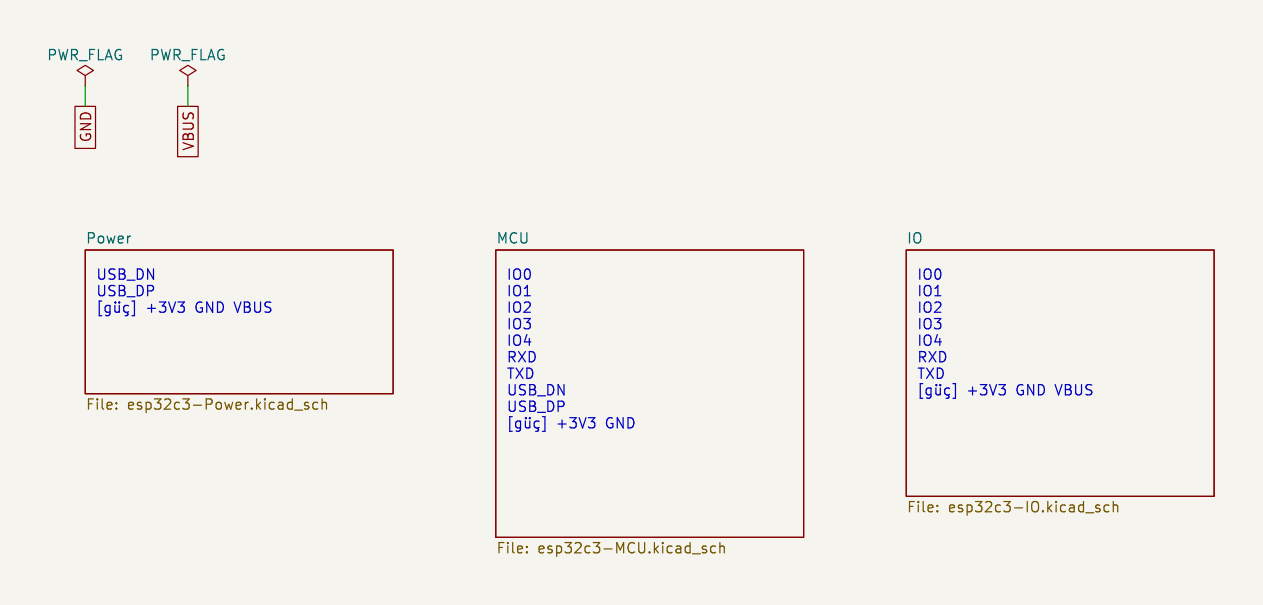 PWR_FLAG PWR_FLAG
GND
VBUS
Power
USB_DN
USB_DP
[güç] +3V3 GND VBUS
File: esp32c3-Power.kicad_sch
MCU
IO0
IO1
IO2
IO3
IO4
RXD
TXD
USB_DN
USB_DP
[güç] +3V3 GND
File: esp32c3-MCU.kicad_sch
IO
IO0
IO1
IO2
IO3
IO4
RXD
TXD
[güç] +3V3 GND VBUS
File: esp32c3-IO.kicad_sch